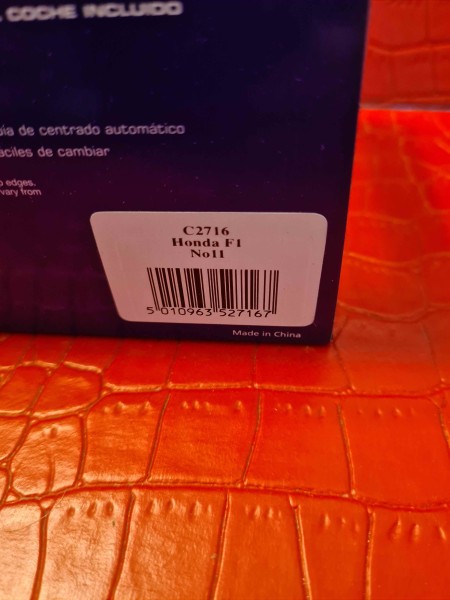 COCHE INCLUIDO
de centrado automático
de cambiar
edges.
vary from
C2716
Honda F1
No11
5 010963 527167
Made in China